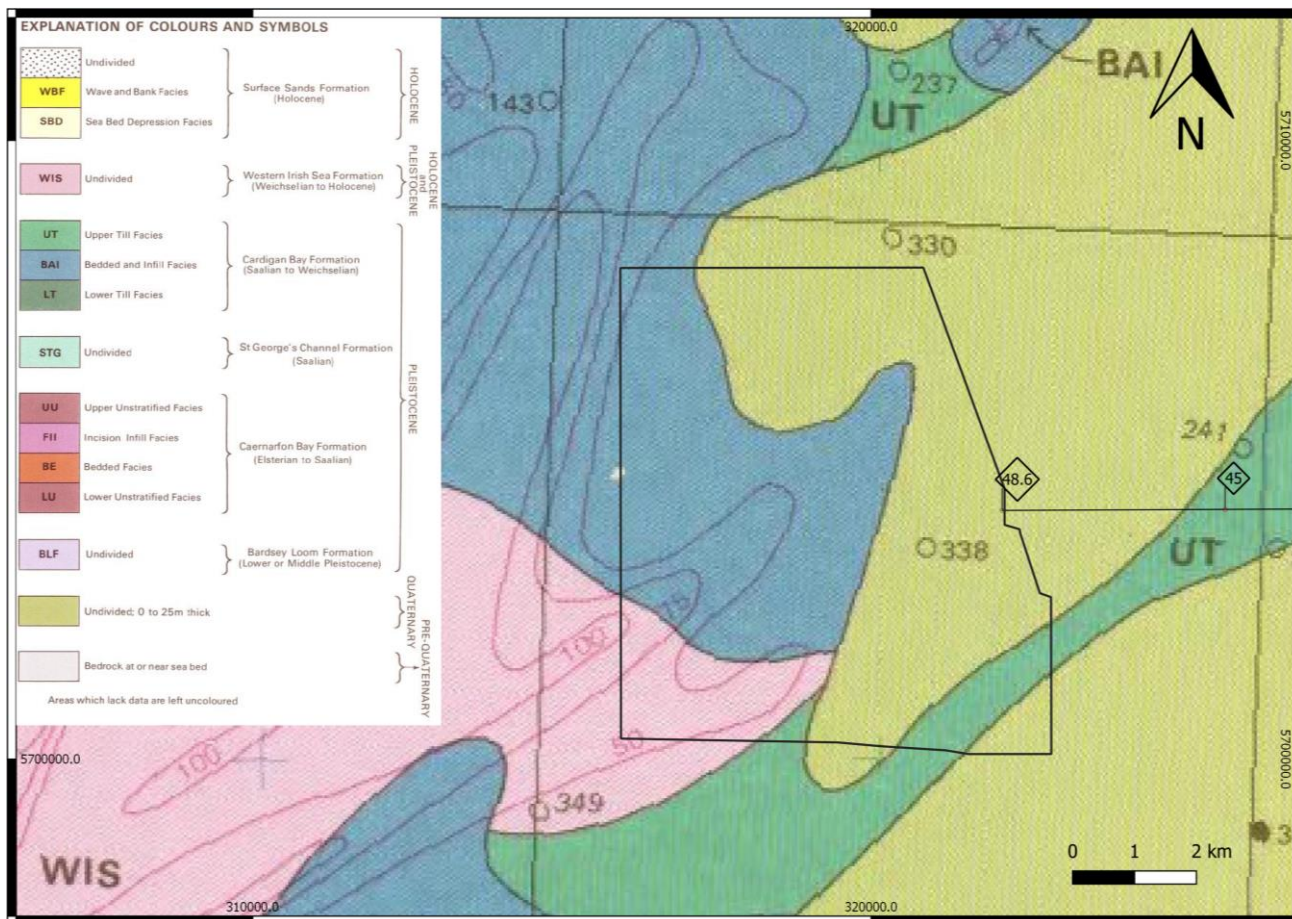 EXPLANATION OF COLOURS AND SYMBOLS
Undivided
WBF Wave and Bank Facies
SBD Sea Bed Depression Facies
Surface Sands Formation
(Holocene)
HOLOCENE
WIS Undivided
Western Irish Sea Formation
(Weichselian to Holocene)
HOLOCENE
and
PLEISTOCENE
UT Upper Till Facies
BAI Bedded and Infill Facies
LT Lower Till Facies
Cardigan Bay Formation
(Saalian to Weichselian)
STG Undivided
St George's Channel Formation
(Saalian)
PLEISTOCENE
UU Upper Unstratified Facies
FII Incision Infill Facies
BE Bedded Facies
LU Lower Unstratified Facies
Caernarfon Bay Formation
(Elsterian to Saalian)
BLF Undivided
Bardsey Loom Formation
(Lower or Middle Pleistocene)
Undivided; 0 to 25m thick
QUATERNARY
Bedrock at or near sea bed
PRE-QUATERNARY
Areas which lack data are left uncoloured
320000.0
143
237
UT
BAI
N
5710000.0
330
241
48.6
45
338
UT
75
100
50
5700000.0
100
349
5700000.0
WIS
310000.0
320000.0
0 1 2 km
3